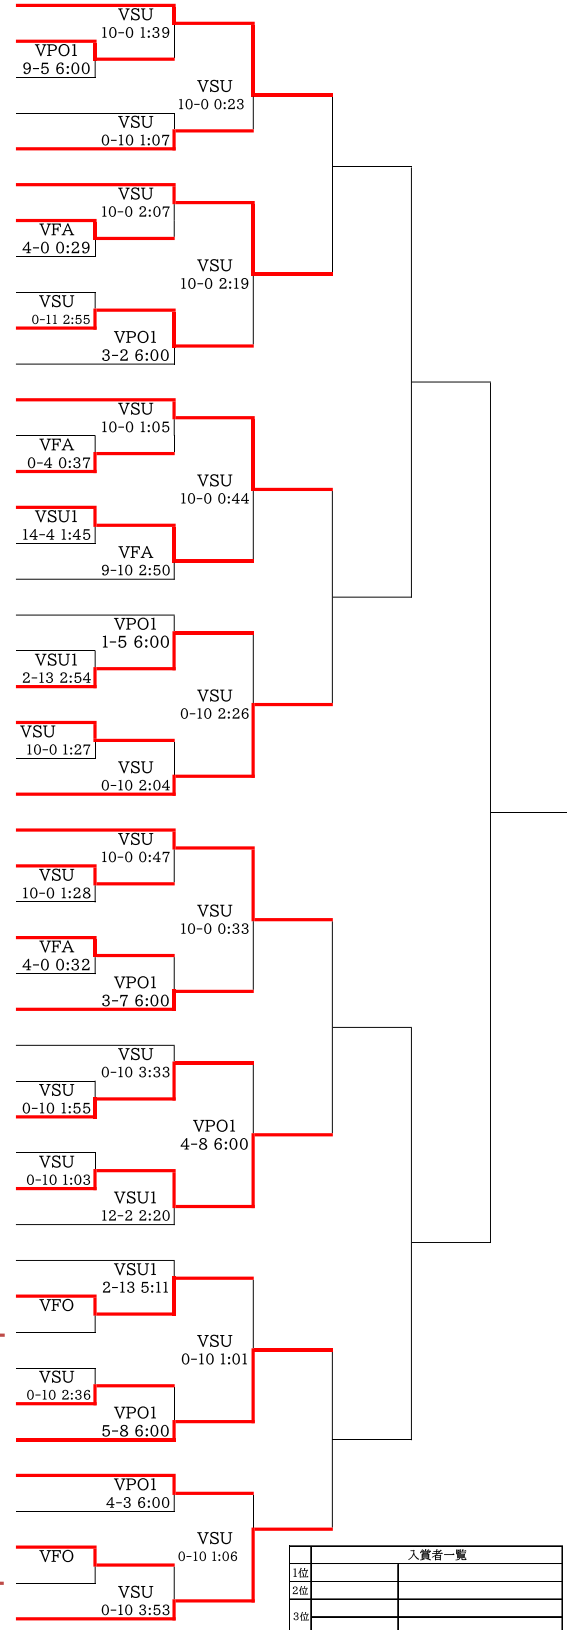 VSU
10-0 1:39
VPO1
9-5 6:00
VSU
10-0 0:23
VSU
0-10 1:07
VSU
10-0 2:07
VFA
4-0 0:29
VSU
10-0 2:19
VSU
0-11 2:55
VPO1
3-2 6:00
VSU
10-0 1:05
VFA
0-4 0:37
VSU
10-0 0:44
VSU1
14-4 1:45
VFA
9-10 2:50
VPO1
1-5 6:00
VSU1
2-13 2:54
VSU
0-10 2:26
VSU
10-0 1:27
VSU
0-10 2:04
VSU
10-0 0:47
VSU
10-0 1:28
VSU
10-0 0:33
VFA
4-0 0:32
VPO1
3-7 6:00
VSU
0-10 3:33
VSU
0-10 1:55
VPO1
4-8 6:00
VSU
0-10 1:03
VSU1
12-2 2:20
VSU1
2-13 5:11
VFO
VSU
0-10 1:01
VSU
0-10 2:36
VPO1
5-8 6:00
VPO1
4-3 6:00
VSU
0-10 1:06
VFO
VSU
0-10 3:53
入賞者一覧
1位
2位
3位